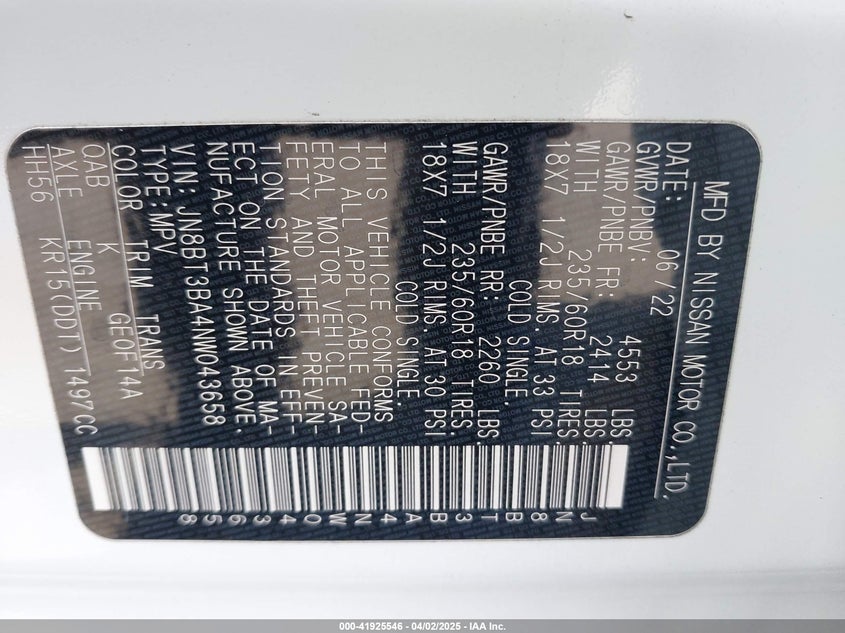 MFD BY NISSAN MOTOR CO.,LTD.
DATE: 06 / 22
GVWR/PNBV: 4553 LBS.
GAWR/PNBE FR: 2414 LBS.
WITH 235/60R18 TIRES.
18X7 1/2J RIMS. AT 33 PSI
COLD SINGLE
GAWR/PNBE RR: 2260 LBS.
WITH 235/60R18 TIRES.
18X7 1/2J RIMS. AT 30 PSI
COLD SINGLE.
THIS VEHICLE CONFORMS
TO ALL APPLICABLE FED-
ERAL MOTOR VEHICLE SA-
FETY AND THEFT PREVEN-
TION STANDARDS IN EFF-
ECT ON THE DATE OF MA-
NUFACTURE SHOWN ABOVE.
VIN: JN8BT3BA4NW043658
TYPE:MPV
COLOR TRIM TRANS
QAB K GE0F14A
AXLE ENGINE
HH56 KR15(DDT) 1497CC
JN8BT3BA4NW043658
000-41925546 - 04/02/2025 - IAA Inc.